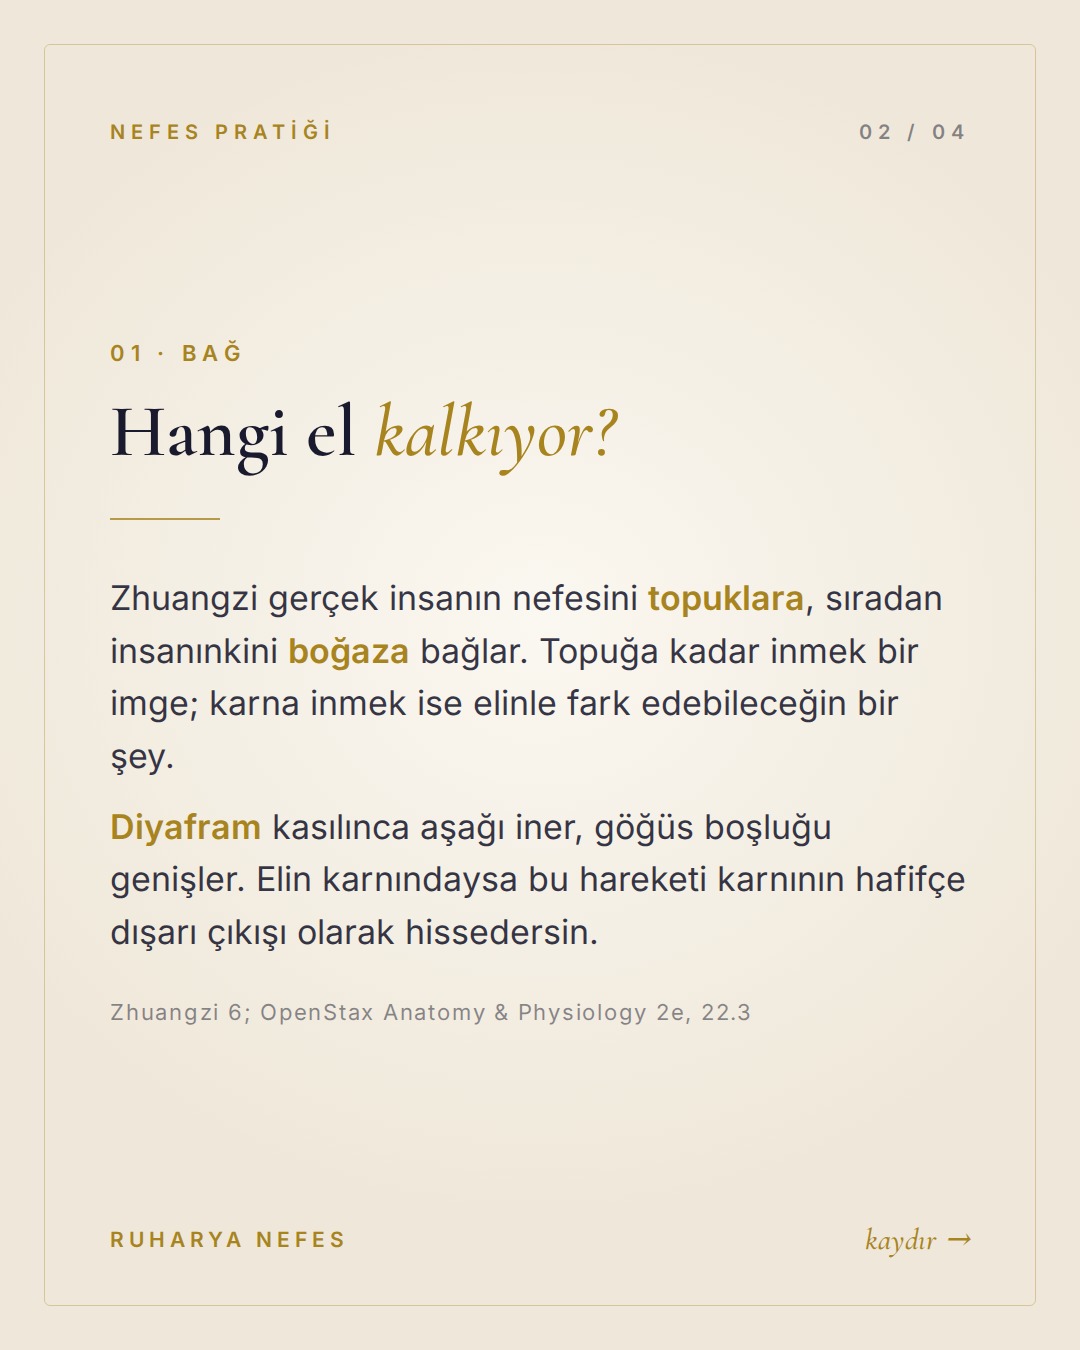 NEFES PRATİĞİ
02 / 04
01 · BAĞ
Hangi el kalkıyor?
Zhuangzi gerçek insanın nefesini topuklara, sıradan
insanınkini boğaza bağlar. Topuğa kadar inmek bir
imge; karna inmek ise elinle fark edebileceğin bir
şey.
Diyafram kasılınca aşağı iner, göğüs boşluğu
genişler. Elin karnındaysa bu hareketi karnının hafifçe
dışarı çıkışı olarak hissedersin.
Zhuangzi 6; OpenStax Anatomy & Physiology 2e, 22.3
RUHARYA NEFES
kaydır →